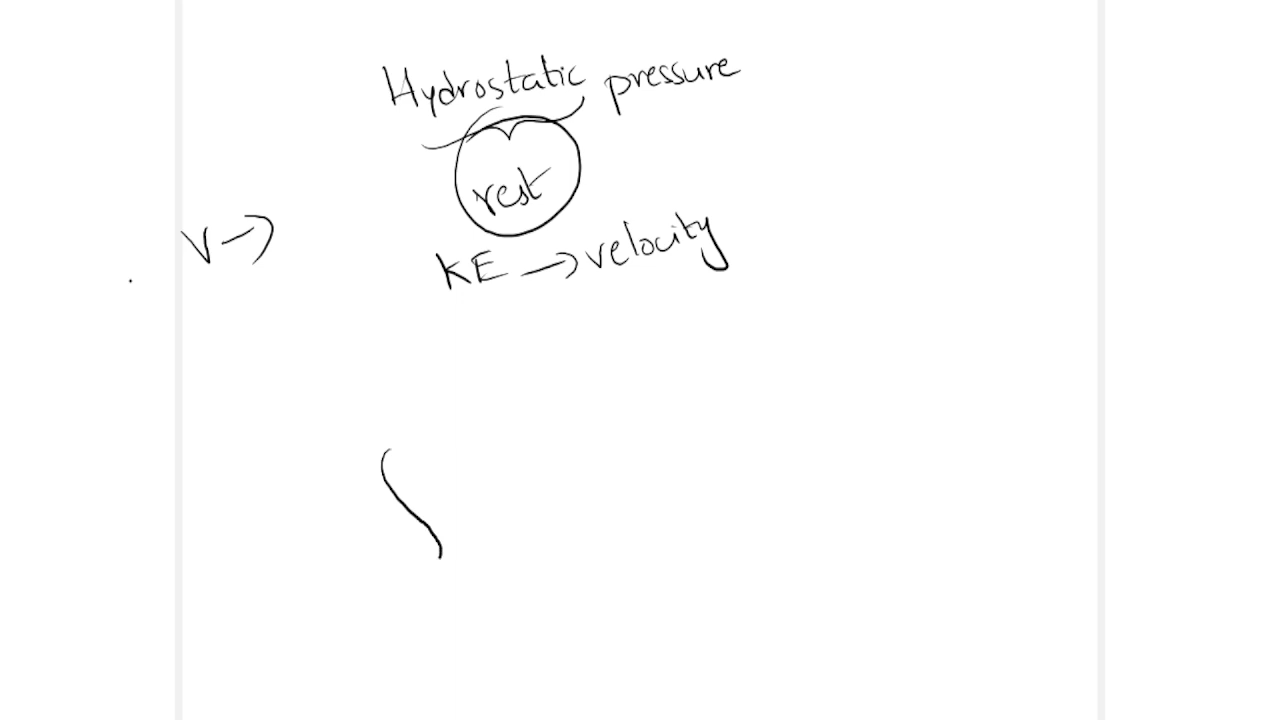 Hydrostatic pressure
rest
V →
KE → velocity